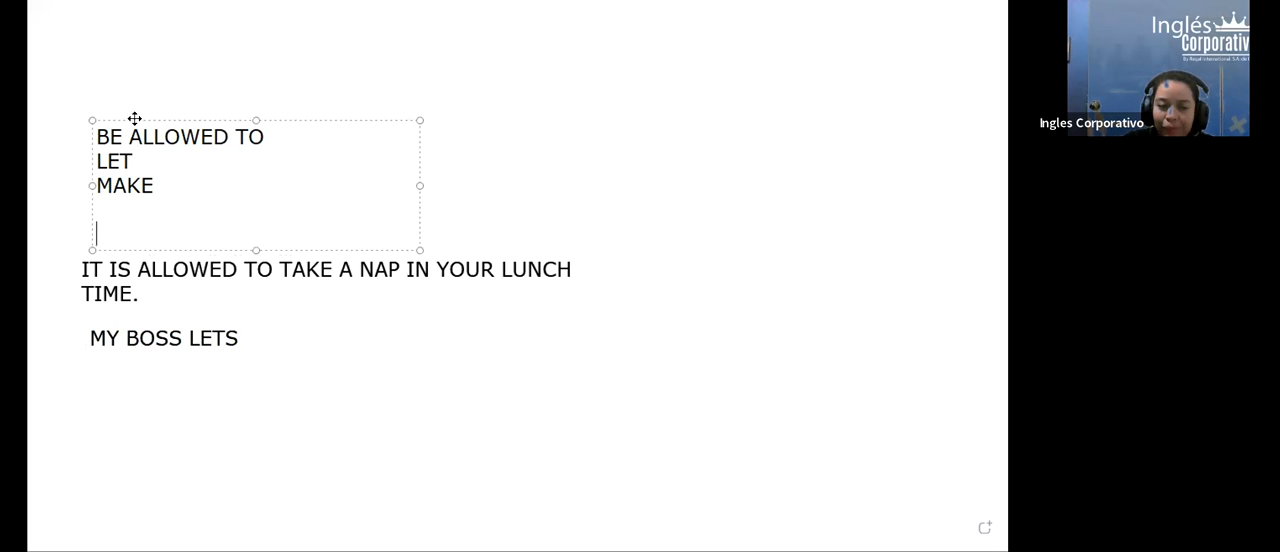 BE ALLOWED TO
LET
MAKE
IT IS ALLOWED TO TAKE A NAP IN YOUR LUNCH
TIME.
MY BOSS LETS
Inglés
Corporativ
Ingles Corporativo